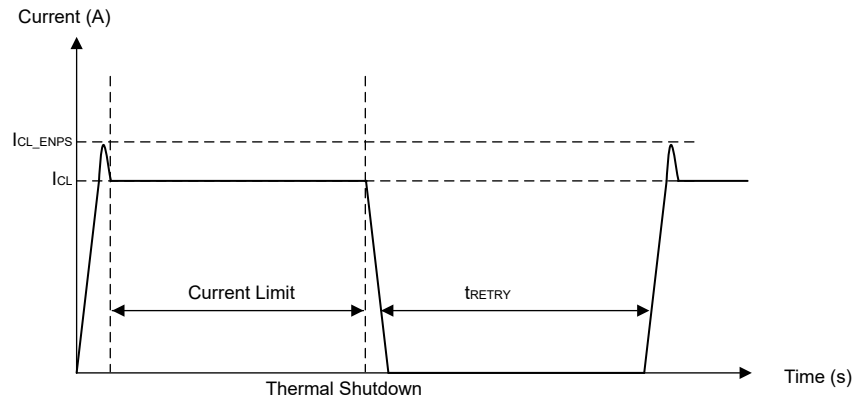 Current (A)
ICL_ENPS
ICL
Current Limit
tRETRY
Thermal Shutdown
Time (s)